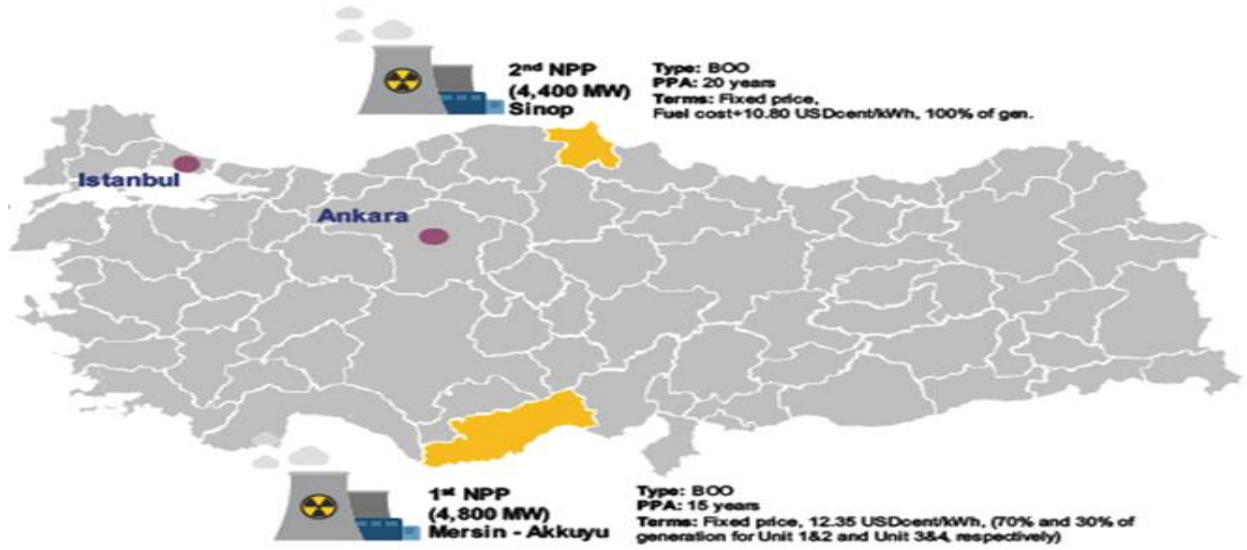 2nd NPP
(4,400 MW)
Sinop
Type: BOO
PPA: 20 years
Terms: Fixed price,
Fuel cost+10.80 USDcent/kWh, 100% of gen.
Istanbul
Ankara
1st NPP
(4,800 MW)
Mersin - Akkuyu
Type: BOO
PPA: 15 years
Terms: Fixed price, 12.35 USDcent/kWh, (70% and 30% of
generation for Unit 1&2 and Unit 3&4, respectively)